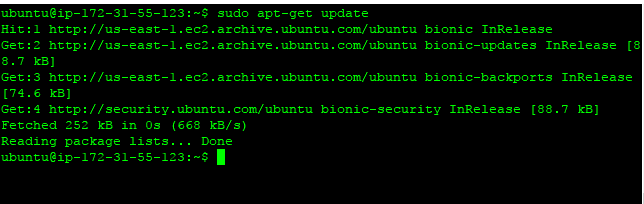 ubuntu@ip-172-31-55-123:~$ sudo apt-get update
Hit:1 http://us-east-1.ec2.archive.ubuntu.com/ubuntu bionic InRelease
Get:2 http://us-east-1.ec2.archive.ubuntu.com/ubuntu bionic-updates InRelease [8
8.7 kB]
Get:3 http://us-east-1.ec2.archive.ubuntu.com/ubuntu bionic-backports InRelease
[74.6 kB]
Get:4 http://security.ubuntu.com/ubuntu bionic-security InRelease [88.7 kB]
Fetched 252 kB in 0s (668 kB/s)
Reading package lists... Done
ubuntu@ip-172-31-55-123:~$